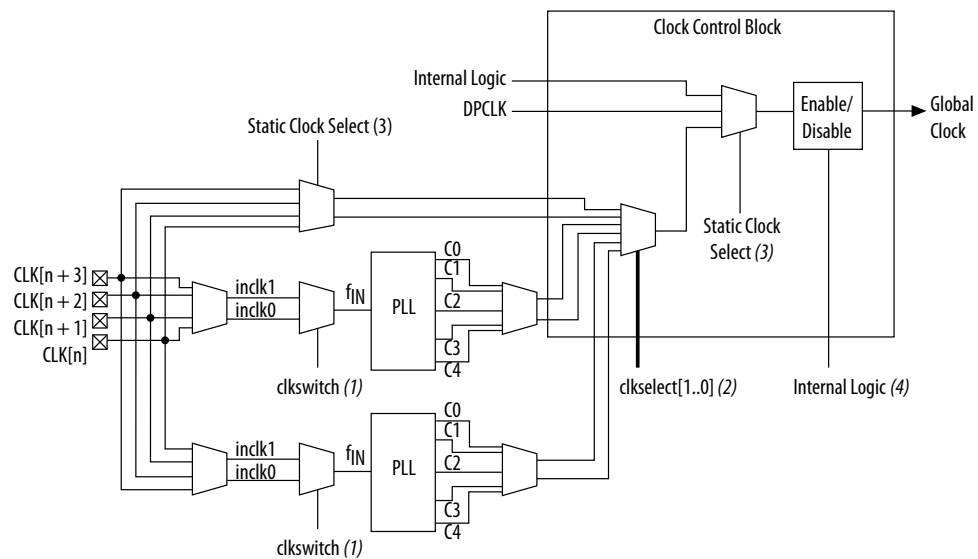 Clock Control Block
Internal Logic
DPCLK
Enable/
Disable
Global
Clock
Static Clock Select (3)
Static Clock
Select (3)
CLK[n + 3]
CLK[n + 2]
CLK[n + 1]
CLK[n]
inclk1
inclk0
fIN
PLL
C0
C1
C2
C3
C4
clkswitch (1)
clkselect[1..0] (2)
Internal Logic (4)
inclk1
inclk0
fIN
PLL
C0
C1
C2
C3
C4
clkswitch (1)